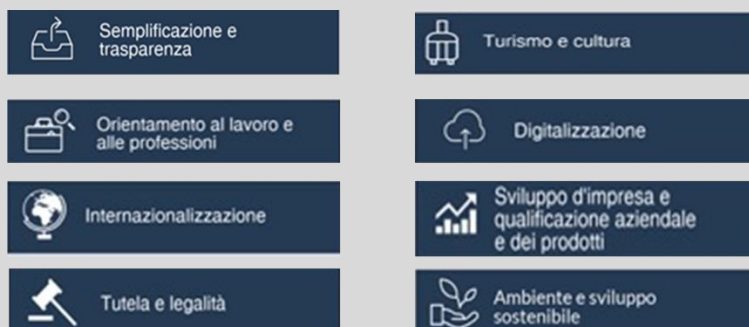 Semplificazione e
trasparenza
Turismo e cultura
Orientamento al lavoro e
alle professioni
Digitalizzazione
Internazionalizzazione
Sviluppo d'impresa e
qualificazione aziendale
e dei prodotti
Tutela e legalità
Ambiente e sviluppo
sostenibile